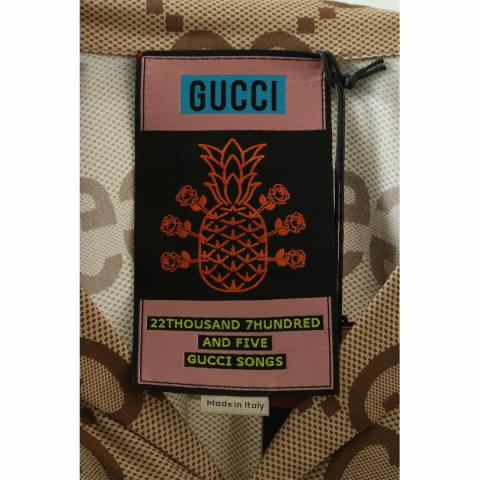 GUCCI
22THOUSAND 7HUNDRED
AND FIVE
GUCCI SONGS
Made in Italy